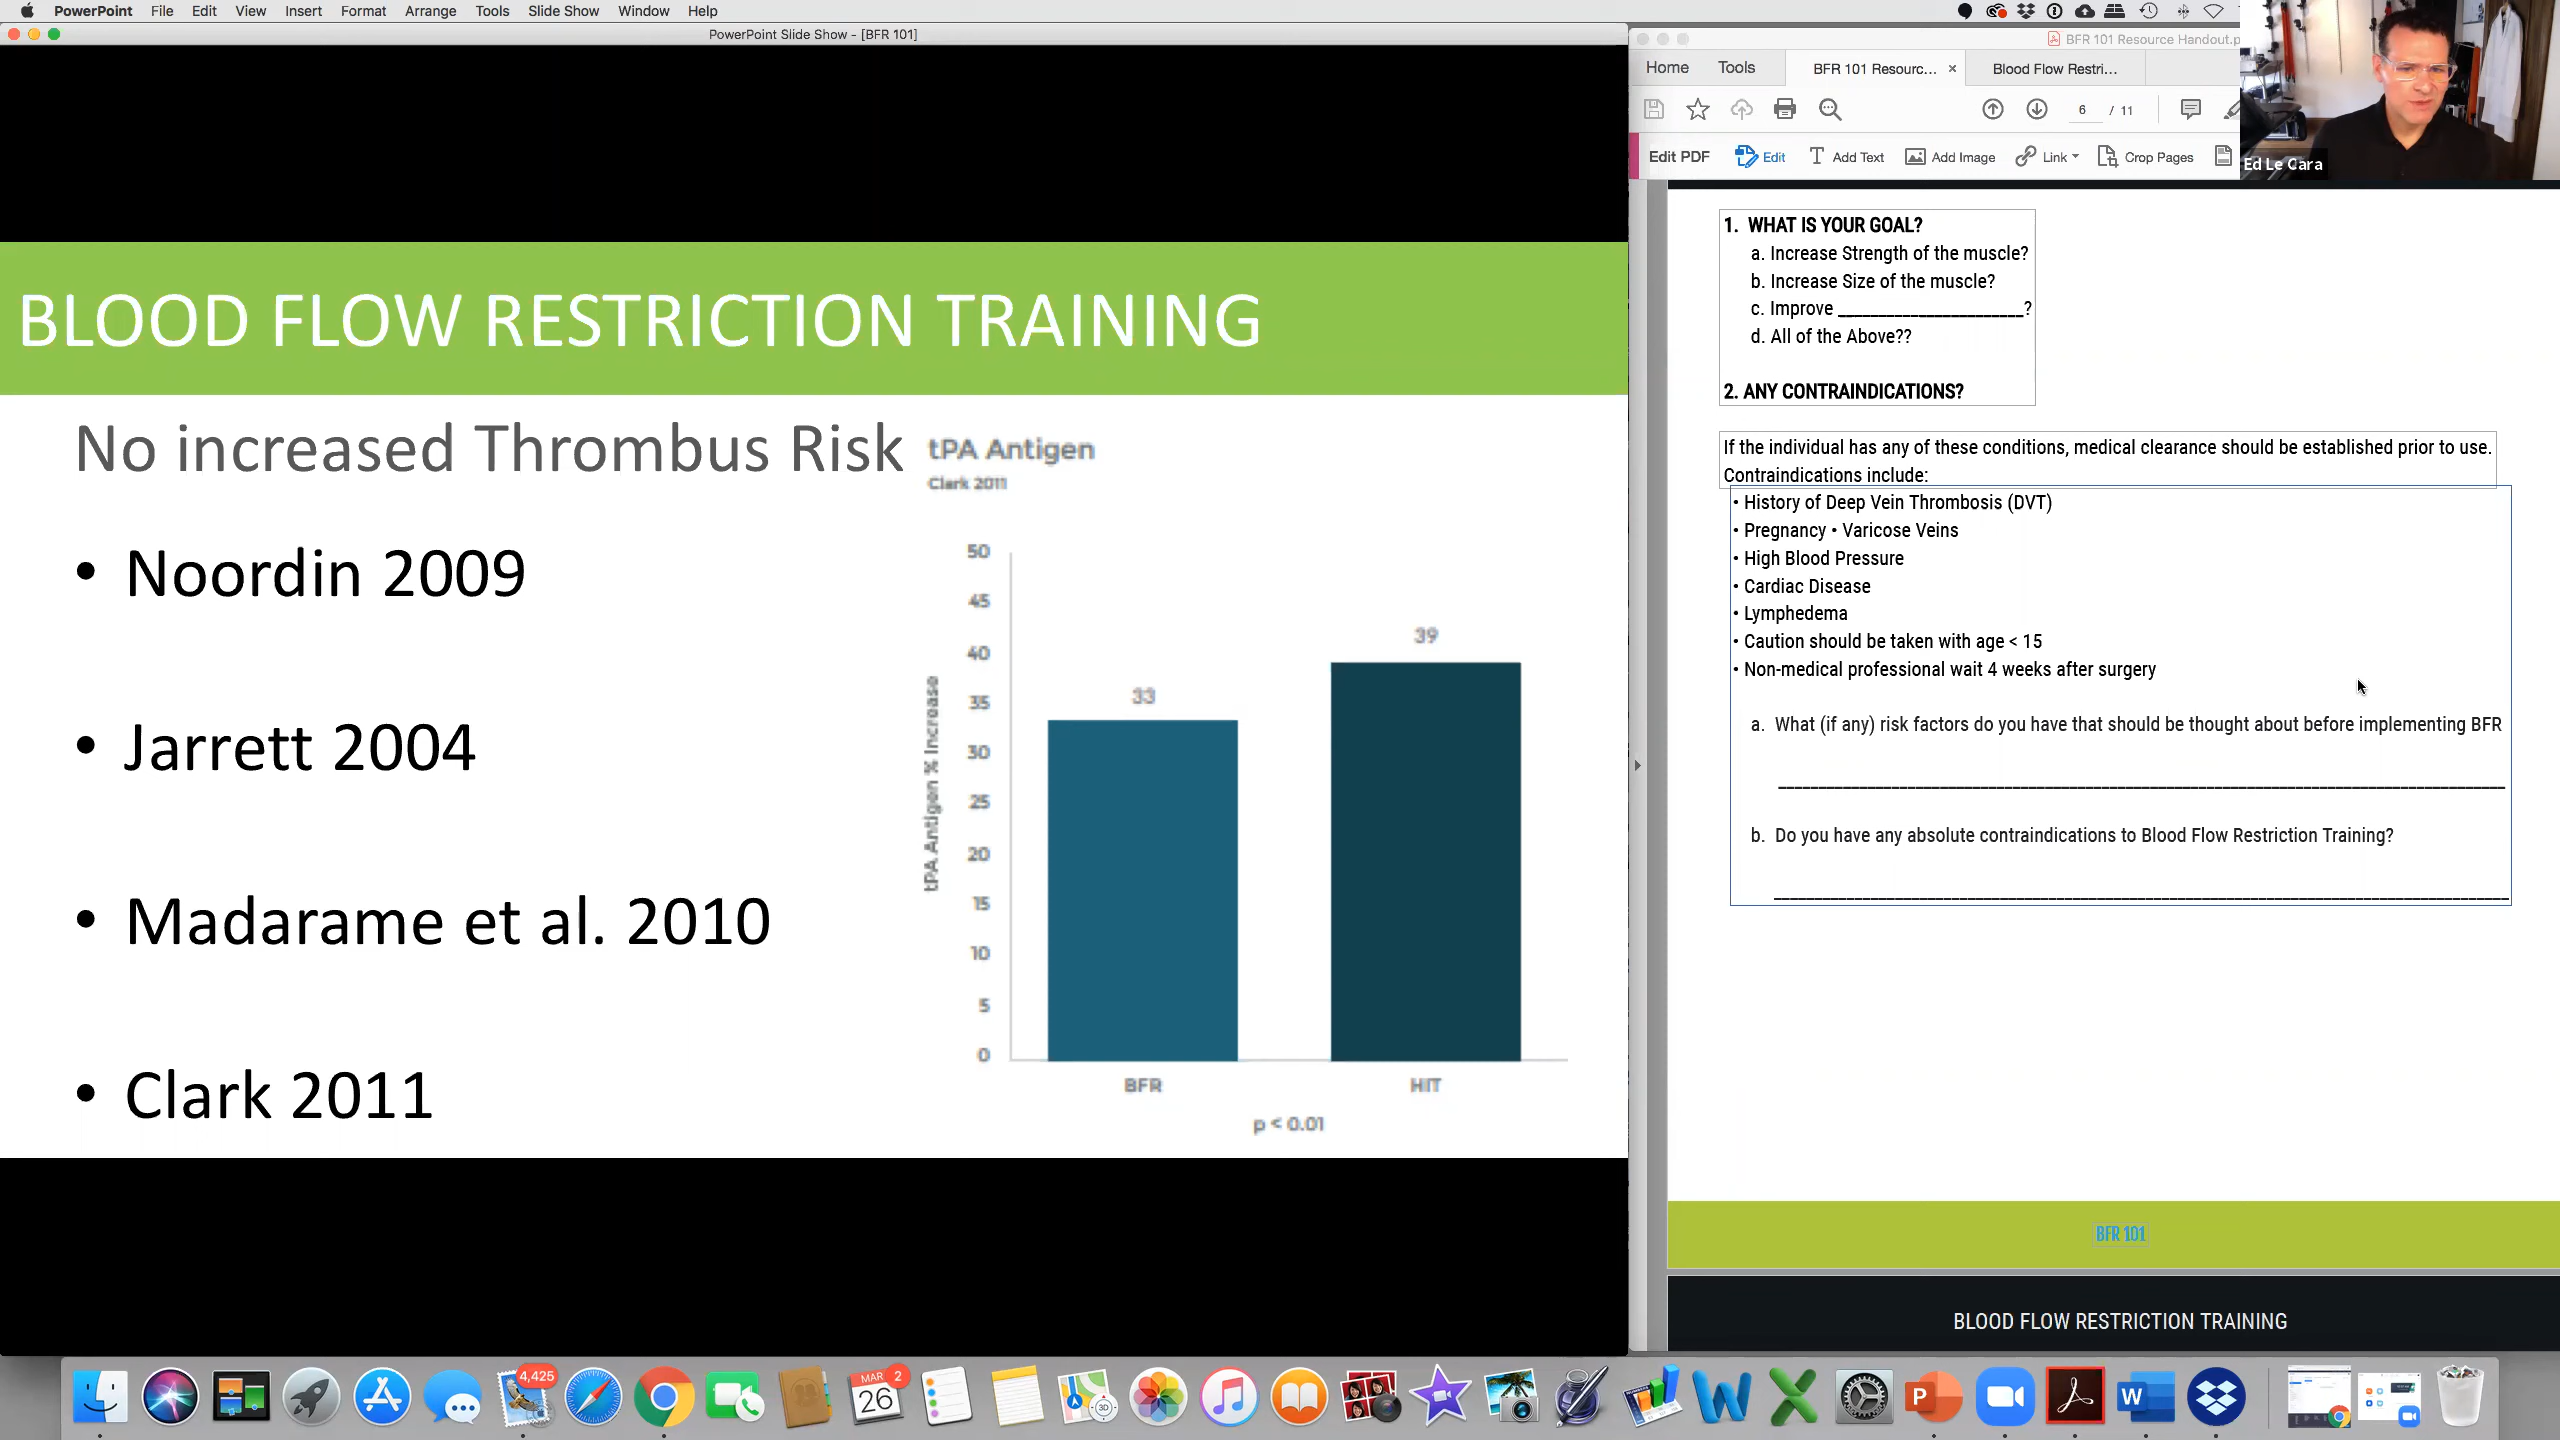 PowerPoint File Edit View Insert Format Arrange Tools Slide Show Window Help
PowerPoint Slide Show - [BFR 101]
BLOOD FLOW RESTRICTION TRAINING
No increased Thrombus Risk
• Noordin 2009
• Jarrett 2004
• Madarame et al. 2010
• Clark 2011
tPA Antigen
Clark 2011
tPA Antigen % Increase
50
45
40
35
30
25
20
15
10
5
0
33
39
BFR
HIT
p < 0.01
BFR 101 Resource Handout.p
Home Tools BFR 101 Resourc... × Blood Flow Restri...
6 / 11
Edit PDF Edit Add Text Add Image Link Crop Pages
Ed Le Cara
1. WHAT IS YOUR GOAL?
a. Increase Strength of the muscle?
b. Increase Size of the muscle?
c. Improve ______________________?
d. All of the Above??
2. ANY CONTRAINDICATIONS?
If the individual has any of these conditions, medical clearance should be established prior to use.
Contraindications include:
• History of Deep Vein Thrombosis (DVT)
• Pregnancy • Varicose Veins
• High Blood Pressure
• Cardiac Disease
• Lymphedema
• Caution should be taken with age < 15
• Non-medical professional wait 4 weeks after surgery
a. What (if any) risk factors do you have that should be thought about before implementing BFR
b. Do you have any absolute contraindications to Blood Flow Restriction Training?
BFR 101
BLOOD FLOW RESTRICTION TRAINING
4,425
MAR 2
26
3D
W
P
W